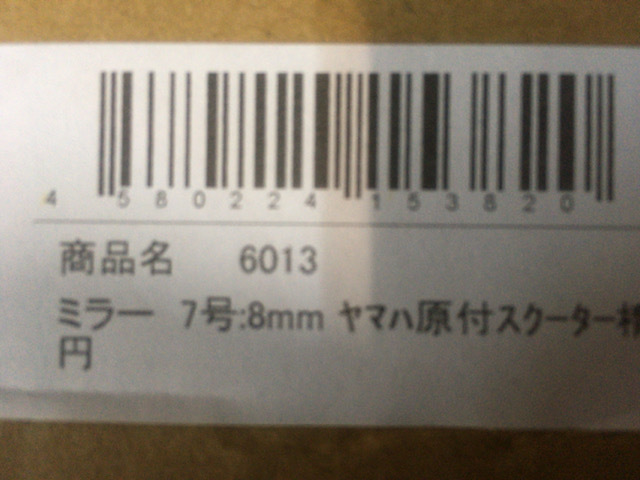 4 580224 153820
商品名 6013
ミラー 7号:8mm ヤマハ原付スクーター
円